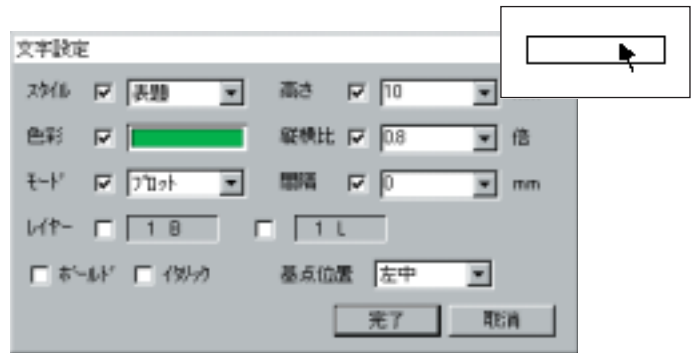 文字設定
ｽﾀｲﾙ 表題 高さ 10
色彩 縦横比 0.8 倍
ﾓｰﾄﾞ ﾌﾟﾛｯﾄ 間隔 0 mm
ﾚｲﾔｰ 1 B 1 L
ﾎﾞｰﾙﾄﾞ ｲﾀﾘｯｸ 基点位置 左中
完了 取消